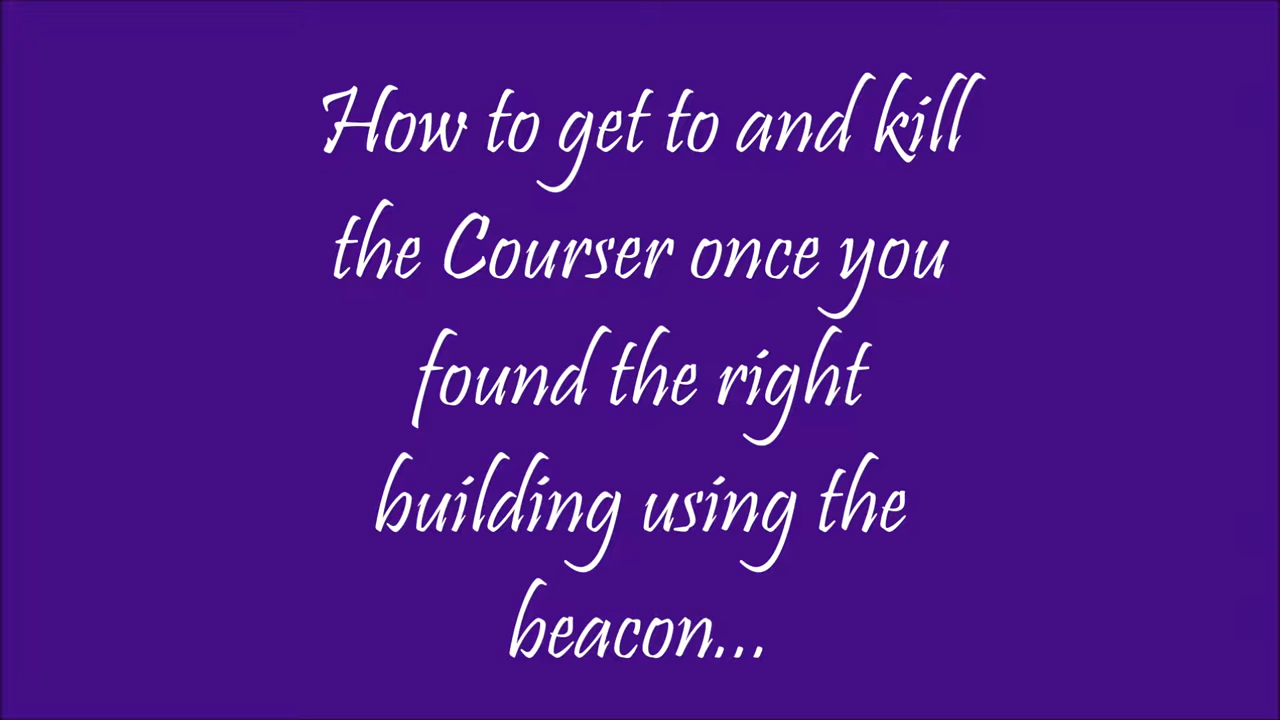 How to get to and kill
the Courser once you
found the right
building using the
beacon...